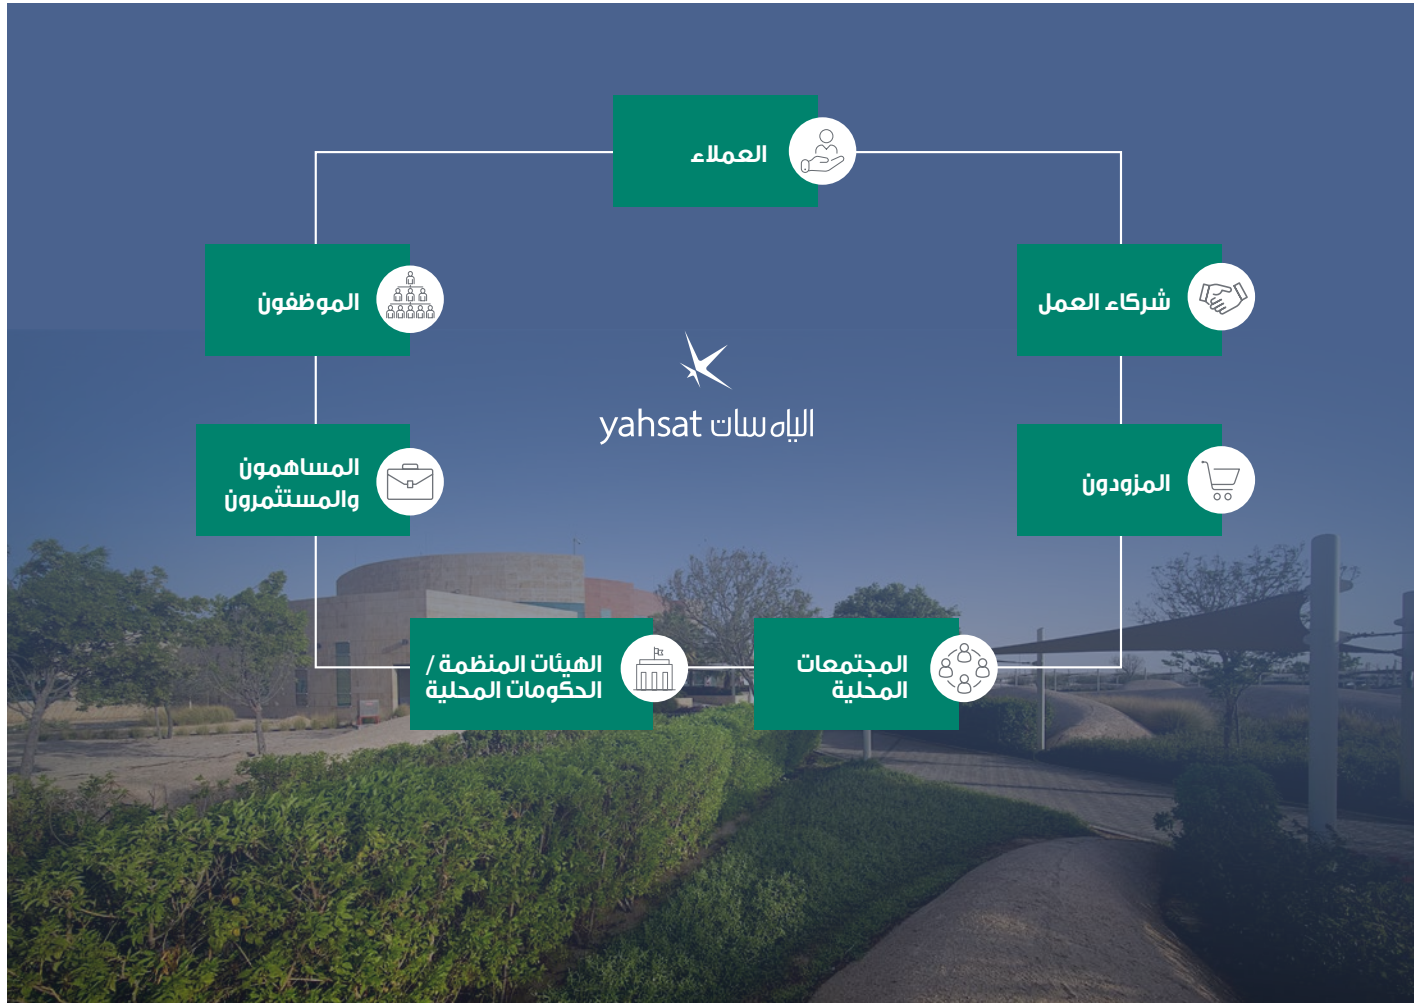 العملاء
شركاء العمل
الموظفون
الياه سات yahsat
المزودون
المساهمون
والمستثمرون
المجتمعات
المحلية
الهيئات المنظمة /
الحكومات المحلية